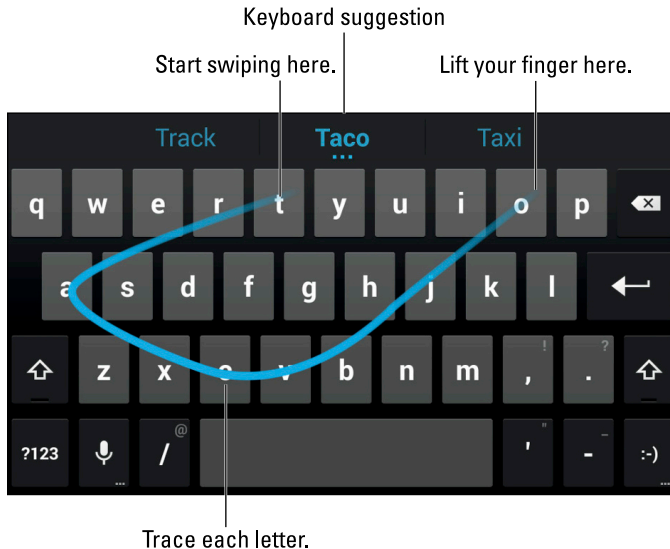 Keyboard suggestion
Start swiping here. Lift your finger here.
Track Taco Taxi
q w e r t y u i o p
a s d f g h j k l
! ?
z x c v b n m , .
@ " _
?123 / ' - :-)
Trace each letter.